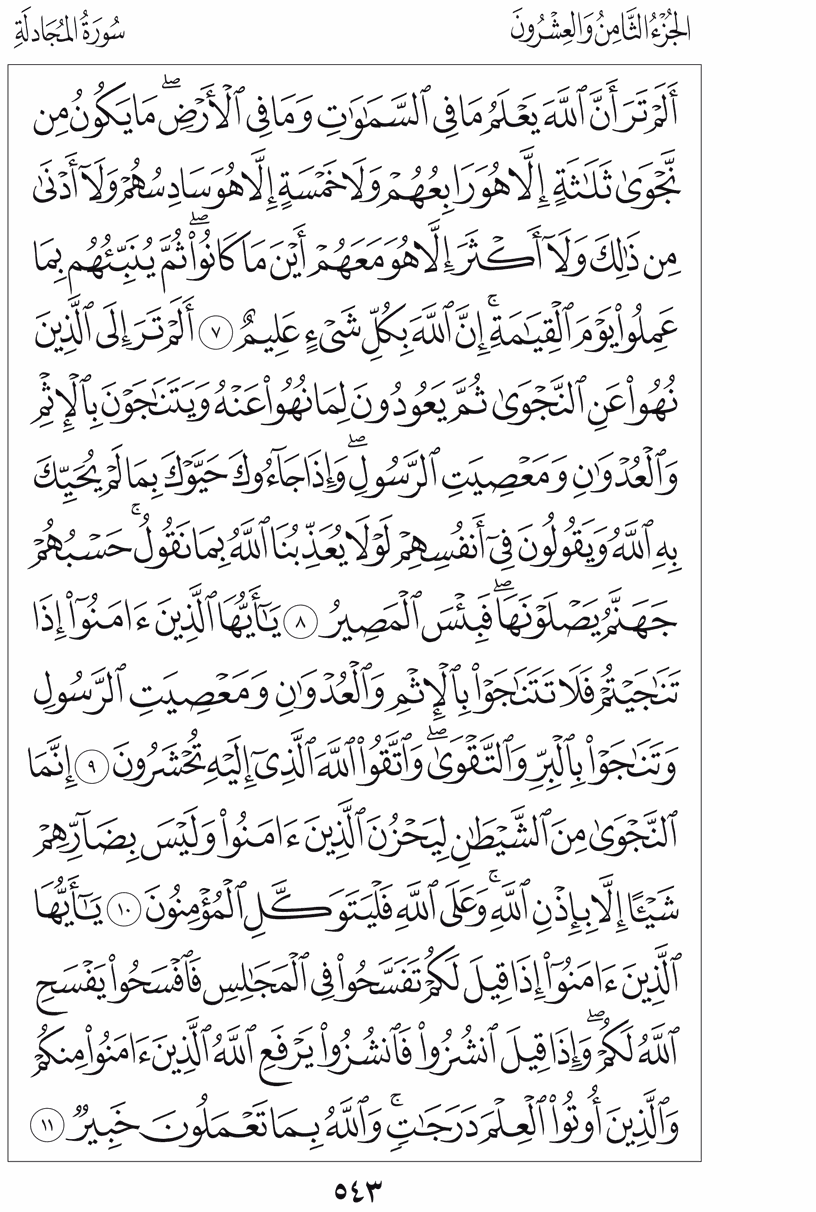 الجُزْءُ الثَّامِنُ وَالعِشْرُونَ
سُورَةُ المُجَادلَةِ
أَلَمْ تَرَ أَنَّ ٱللَّهَ يَعْلَمُ مَا فِي ٱلسَّمَٰوَٰتِ وَمَا فِي ٱلْأَرْضِۖ مَا يَكُونُ مِن
نَّجْوَىٰ ثَلَٰثَةٍ إِلَّا هُوَ رَابِعُهُمْ وَلَا خَمْسَةٍ إِلَّا هُوَ سَادِسُهُمْ وَلَآ أَدْنَىٰ
مِن ذَٰلِكَ وَلَآ أَكْثَرَ إِلَّا هُوَ مَعَهُمْ أَيْنَ مَا كَانُوا۟ۖ ثُمَّ يُنَبِّئُهُم بِمَا
عَمِلُوا۟ يَوْمَ ٱلْقِيَٰمَةِۚ إِنَّ ٱللَّهَ بِكُلِّ شَىْءٍ عَلِيمٌ ٧ أَلَمْ تَرَ إِلَى ٱلَّذِينَ
نُهُوا۟ عَنِ ٱلنَّجْوَىٰ ثُمَّ يَعُودُونَ لِمَا نُهُوا۟ عَنْهُ وَيَتَنَٰجَوْنَ بِٱلْإِثْمِ
وَٱلْعُدْوَٰنِ وَمَعْصِيَتِ ٱلرَّسُولِۖ وَإِذَا جَآءُوكَ حَيَّوْكَ بِمَا لَمْ يُحَيِّكَ
بِهِ ٱللَّهُ وَيَقُولُونَ فِىٓ أَنفُسِهِمْ لَوْلَا يُعَذِّبُنَا ٱللَّهُ بِمَا نَقُولُۚ حَسْبُهُمْ
جَهَنَّمُ يَصْلَوْنَهَاۖ فَبِئْسَ ٱلْمَصِيرُ ٨ يَٰٓأَيُّهَا ٱلَّذِينَ ءَامَنُوٓا۟ إِذَا
تَنَٰجَيْتُمْ فَلَا تَتَنَٰجَوْا۟ بِٱلْإِثْمِ وَٱلْعُدْوَٰنِ وَمَعْصِيَتِ ٱلرَّسُولِ
وَتَنَٰجَوْا۟ بِٱلْبِرِّ وَٱلتَّقْوَىٰۖ وَٱتَّقُوا۟ ٱللَّهَ ٱلَّذِىٓ إِلَيْهِ تُحْشَرُونَ ٩ إِنَّمَا
ٱلنَّجْوَىٰ مِنَ ٱلشَّيْطَٰنِ لِيَحْزُنَ ٱلَّذِينَ ءَامَنُوا۟ وَلَيْسَ بِضَآرِّهِمْ
شَيْـًٔا إِلَّا بِإِذْنِ ٱللَّهِۚ وَعَلَى ٱللَّهِ فَلْيَتَوَكَّلِ ٱلْمُؤْمِنُونَ ١٠ يَٰٓأَيُّهَا
ٱلَّذِينَ ءَامَنُوٓا۟ إِذَا قِيلَ لَكُمْ تَفَسَّحُوا۟ فِى ٱلْمَجَٰلِسِ فَٱفْسَحُوا۟ يَفْسَحِ
ٱللَّهُ لَكُمْۖ وَإِذَا قِيلَ ٱنشُزُوا۟ فَٱنشُزُوا۟ يَرْفَعِ ٱللَّهُ ٱلَّذِينَ ءَامَنُوا۟ مِنكُمْ
وَٱلَّذِينَ أُوتُوا۟ ٱلْعِلْمَ دَرَجَٰتٍۚ وَٱللَّهُ بِمَا تَعْمَلُونَ خَبِيرٌ ١١
٥٤٣